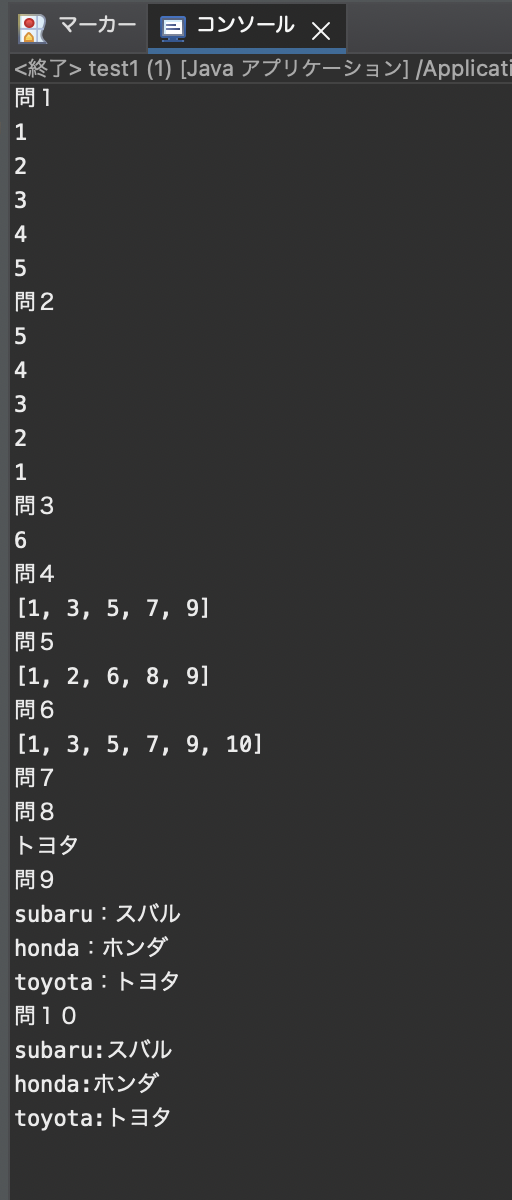 マーカー コンソール
<終了> test1 (1) [Java アプリケーション] /Applicati
問１
1
2
3
4
5
問２
5
4
3
2
1
問３
6
問４
[1, 3, 5, 7, 9]
問５
[1, 2, 6, 8, 9]
問６
[1, 3, 5, 7, 9, 10]
問７
問８
トヨタ
問９
subaru：スバル
honda：ホンダ
toyota：トヨタ
問１０
subaru:スバル
honda:ホンダ
toyota:トヨタ